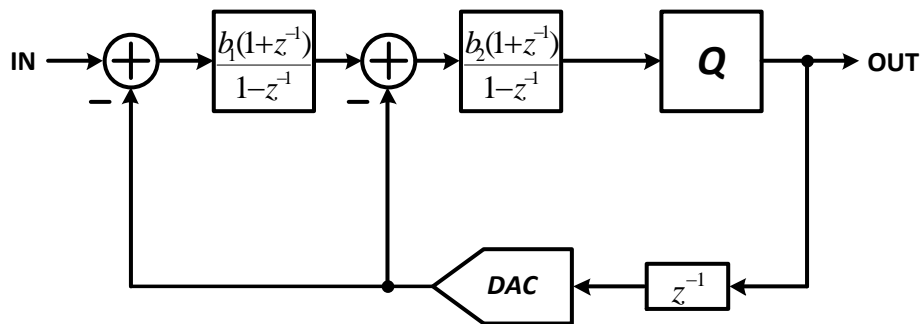 IN
b₁(1+z⁻¹)
1−z⁻¹
b₂(1+z⁻¹)
1−z⁻¹
Q
OUT
−
−
DAC
z⁻¹